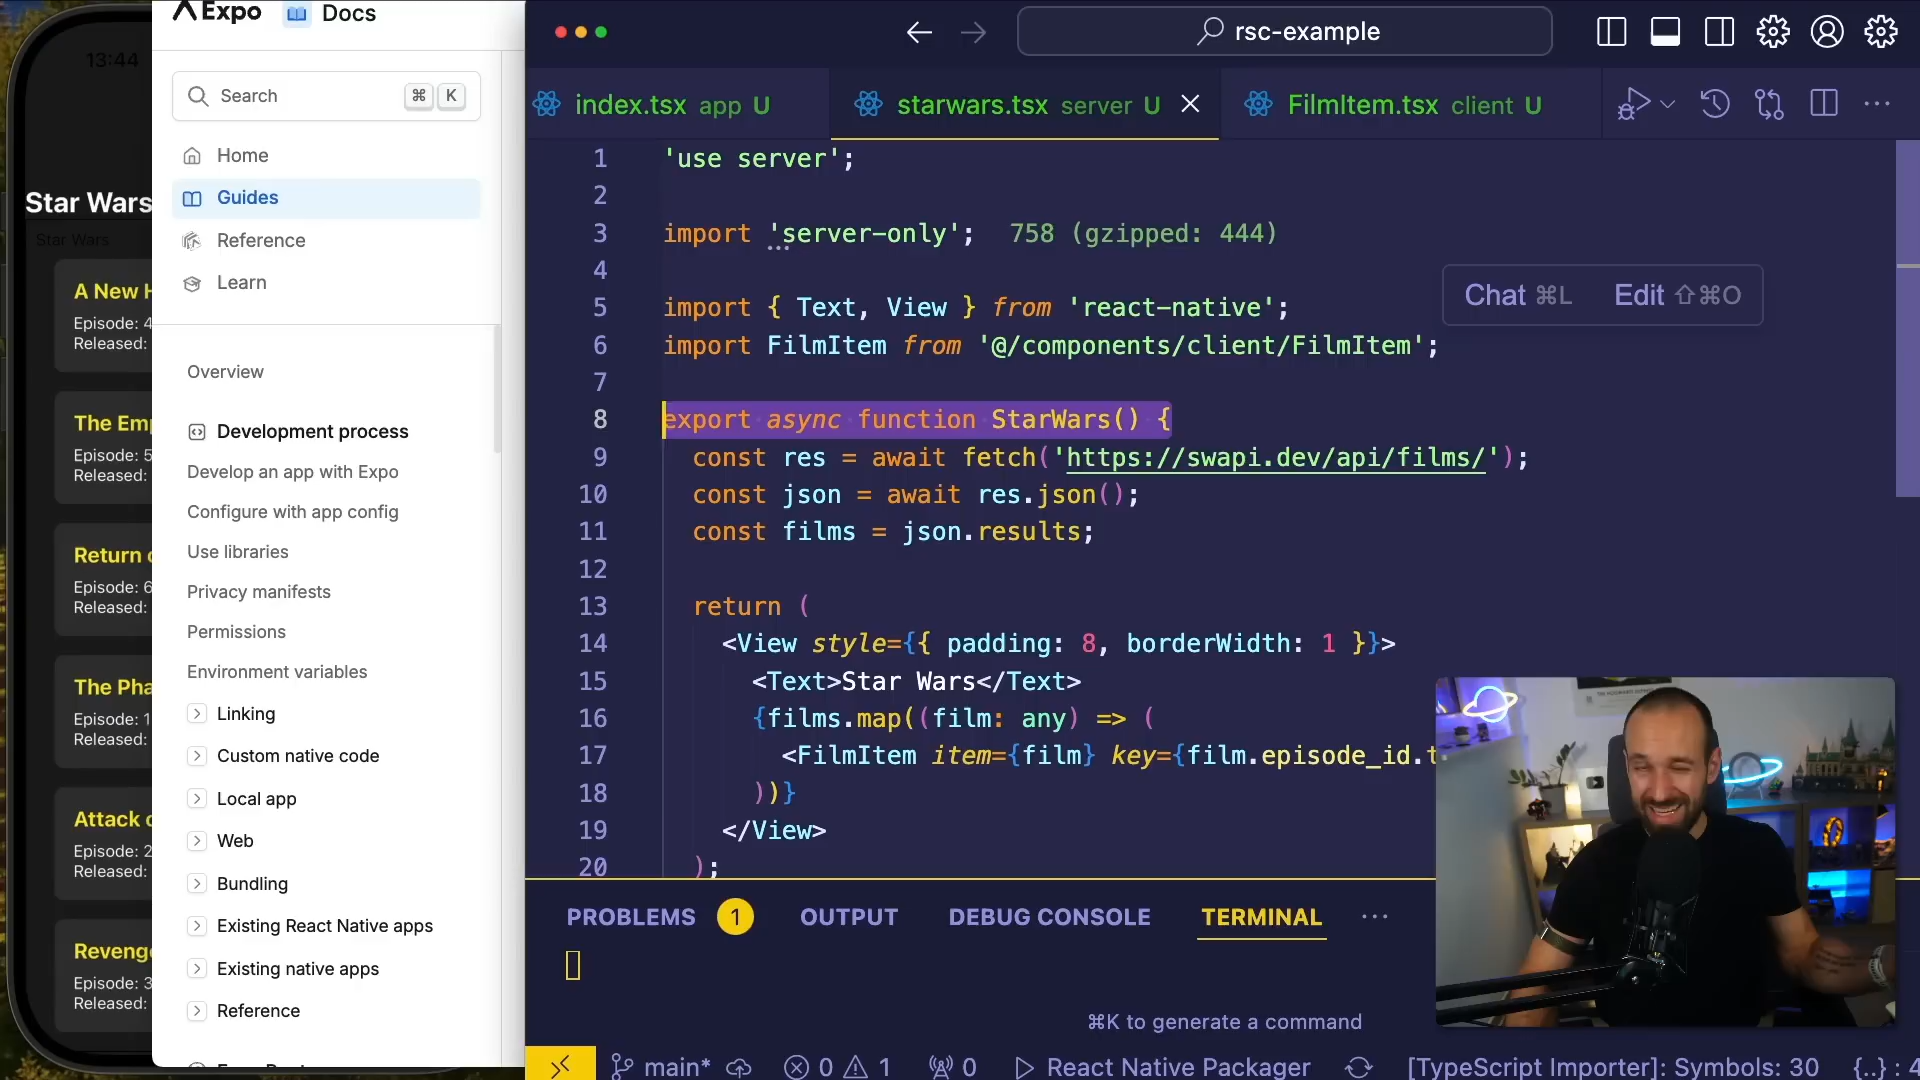 13:44
Star Wars
Star Wars
A New H
Episode: 4
Released:
The Emp
Episode: 5
Released:
Return o
Episode: 6
Released:
The Pha
Episode: 1
Released:
Attack o
Episode: 2
Released:
Revenge
Episode: 3
Released:
Expo Docs
Search ⌘ K
Home
Guides
Reference
Learn
Overview
Development process
Develop an app with Expo
Configure with app config
Use libraries
Privacy manifests
Permissions
Environment variables
Linking
Custom native code
Local app
Web
Bundling
Existing React Native apps
Existing native apps
Reference
rsc-example
index.tsx app U
starwars.tsx server U
FilmItem.tsx client U
1 'use server';
2
3 import 'server-only'; 758 (gzipped: 444)
4
5 import { Text, View } from 'react-native';
6 import FilmItem from '@/components/client/FilmItem';
7
8 export async function StarWars() {
9 const res = await fetch('https://swapi.dev/api/films/');
10 const json = await res.json();
11 const films = json.results;
12
13 return (
14 <View style={{ padding: 8, borderWidth: 1 }}>
15 <Text>Star Wars</Text>
16 {films.map((film: any) => (
17 <FilmItem item={film} key={film.episode_id.t
18 ))}
19 </View>
20 );
Chat ⌘L Edit ⇧⌘O
PROBLEMS 1 OUTPUT DEBUG CONSOLE TERMINAL ···
⌘K to generate a command
main* 0 1 0 React Native Packager [TypeScript Importer]: Symbols: 30 {..} : 4